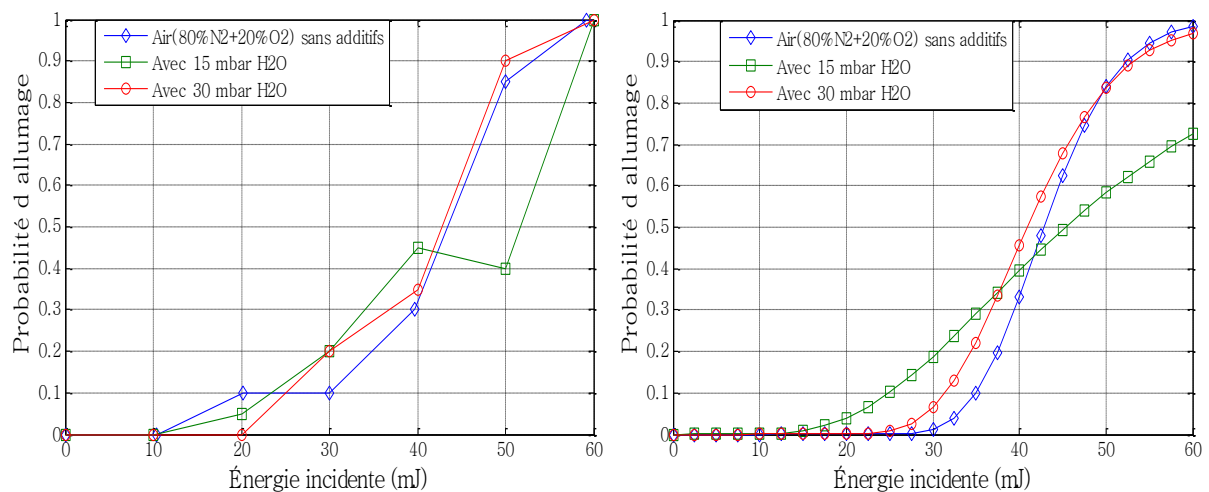 Probabilité d allumage
1
0.9
0.8
0.7
0.6
0.5
0.4
0.3
0.2
0.1
0
Air(80%N2+20%O2) sans additifs
Avec 15 mbar H2O
Avec 30 mbar H2O
0 10 20 30 40 50 60
Énergie incidente (mJ)
Probabilité d allumage
1
0.9
0.8
0.7
0.6
0.5
0.4
0.3
0.2
0.1
0
Air(80%N2+20%O2) sans additifs
Avec 15 mbar H2O
Avec 30 mbar H2O
0 10 20 30 40 50 60
Énergie incidente (mJ)